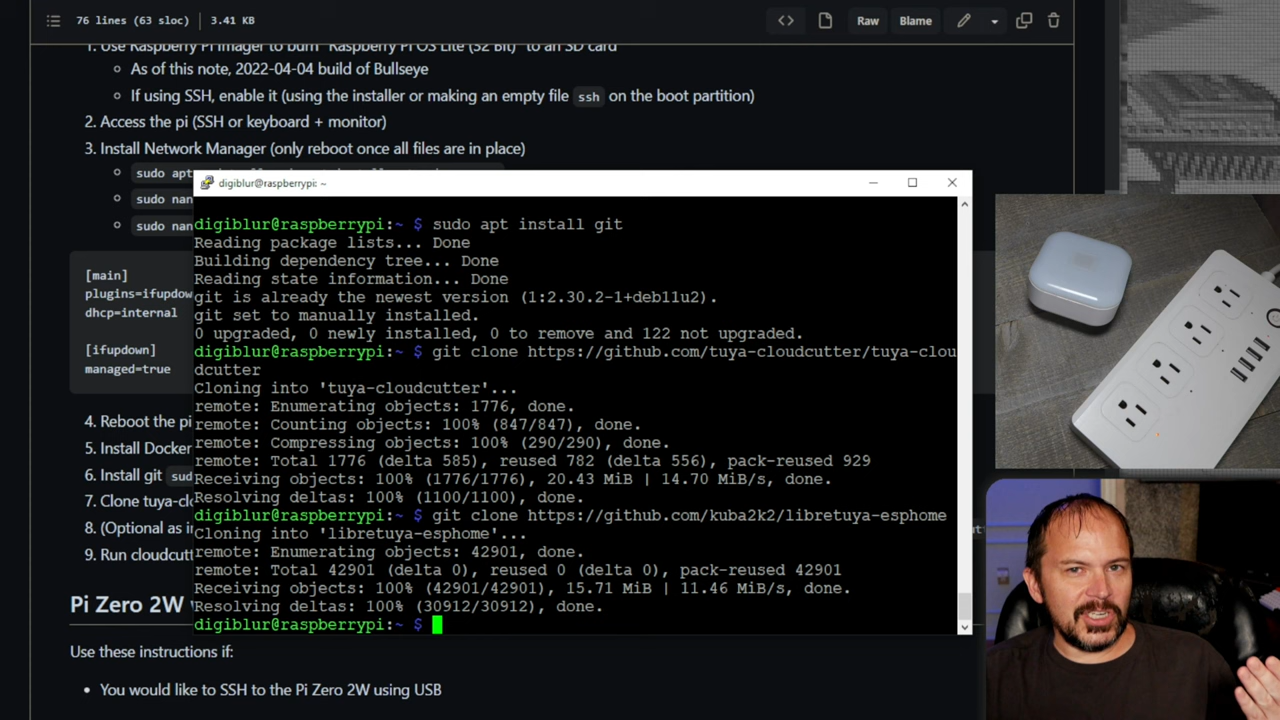 76 lines (63 sloc) 3.41 KB
Raw Blame
1. Use Raspberry Pi Imager to burn "Raspberry Pi OS Lite (32 Bit)" to an SD card
As of this note, 2022-04-04 build of Bullseye
If using SSH, enable it (using the installer or making an empty file ssh on the boot partition)
2. Access the pi (SSH or keyboard + monitor)
3. Install Network Manager (only reboot once all files are in place)
sudo apt
sudo nan
sudo nan
[main]
plugins=ifupdow
dhcp=internal
[ifupdown]
managed=true
4. Reboot the pi
5. Install Docker
6. Install git sud
7. Clone tuya-cl
8. (Optional as i
9. Run cloudcut
Pi Zero 2W
Use these instructions if:
You would like to SSH to the Pi Zero 2W using USB
digiblur@raspberrypi: ~
digiblur@raspberrypi:~ $ sudo apt install git
Reading package lists... Done
Building dependency tree... Done
Reading state information... Done
git is already the newest version (1:2.30.2-1+deb11u2).
git set to manually installed.
0 upgraded, 0 newly installed, 0 to remove and 122 not upgraded.
digiblur@raspberrypi:~ $ git clone https://github.com/tuya-cloudcutter/tuya-clou
dcutter
Cloning into 'tuya-cloudcutter'...
remote: Enumerating objects: 1776, done.
remote: Counting objects: 100% (847/847), done.
remote: Compressing objects: 100% (290/290), done.
remote: Total 1776 (delta 585), reused 782 (delta 556), pack-reused 929
Receiving objects: 100% (1776/1776), 20.43 MiB | 14.70 MiB/s, done.
Resolving deltas: 100% (1100/1100), done.
digiblur@raspberrypi:~ $ git clone https://github.com/kuba2k2/libretuya-esphome
Cloning into 'libretuya-esphome'...
remote: Enumerating objects: 42901, done.
remote: Total 42901 (delta 0), reused 0 (delta 0), pack-reused 42901
Receiving objects: 100% (42901/42901), 15.71 MiB | 11.46 MiB/s, done.
Resolving deltas: 100% (30912/30912), done.
digiblur@raspberrypi:~ $